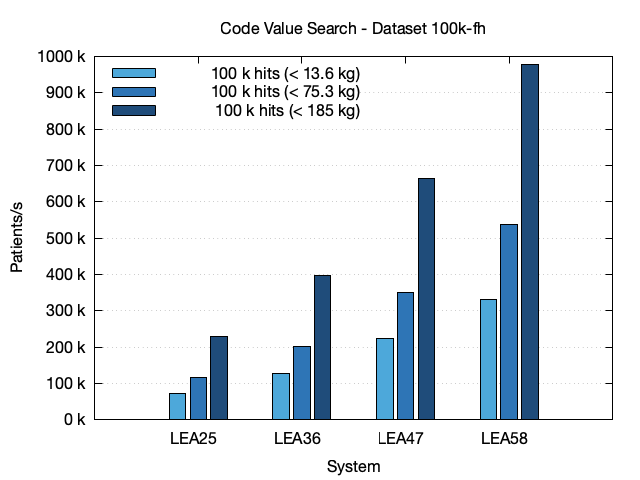 Code Value Search - Dataset 100k-fh
1000 k
900 k
800 k
700 k
600 k
500 k
400 k
300 k
200 k
100 k
0 k
Patients/s
100 k hits (< 13.6 kg)
100 k hits (< 75.3 kg)
100 k hits (< 185 kg)
LEA25 LEA36 LEA47 LEA58
System